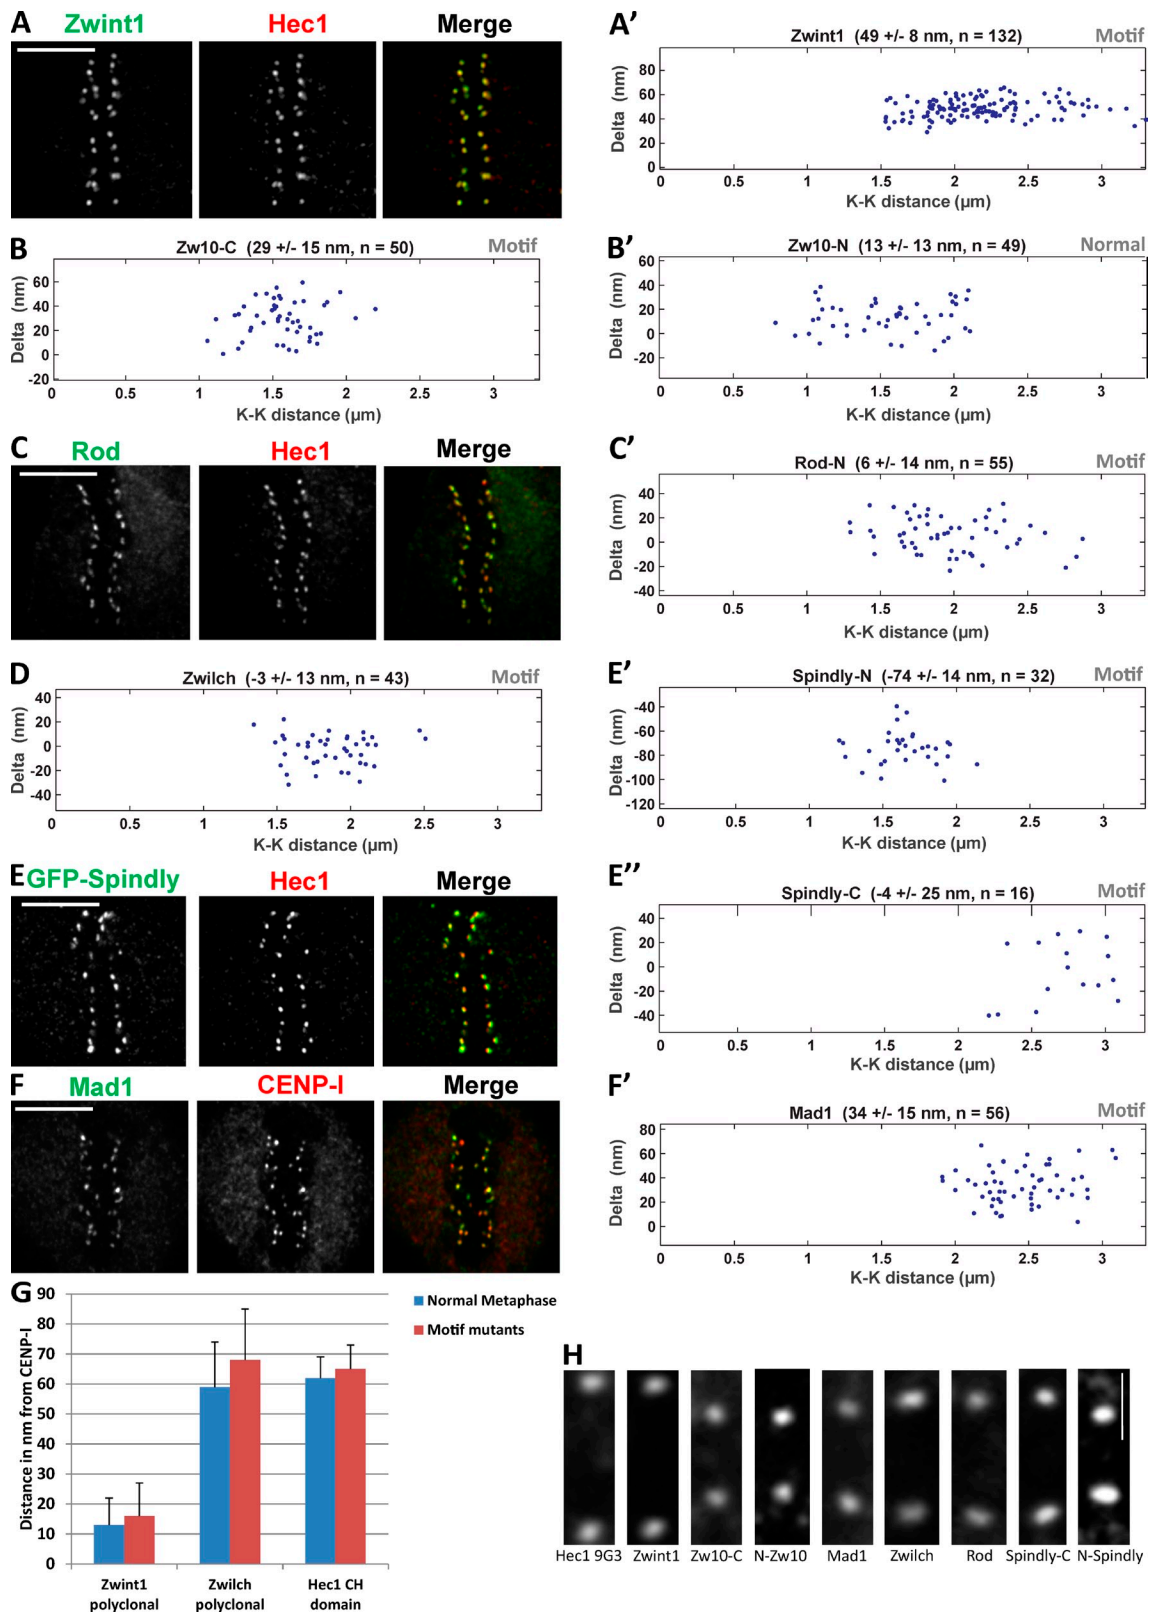 A
Zwint1
Hec1
Merge
A’
Zwint1 (49 +/- 8 nm, n = 132)
Motif
Delta (nm)
80
60
40
20
0
0
0.5
1
1.5
2
2.5
3
K-K distance (µm)
B
Zw10-C (29 +/- 15 nm, n = 50)
Motif
Delta (nm)
60
40
20
0
-20
0
0.5
1
1.5
2
2.5
3
K-K distance (µm)
B’
Zw10-N (13 +/- 13 nm, n = 49)
Normal
Delta (nm)
60
40
20
0
-20
0
0.5
1
1.5
2
2.5
3
K-K distance (µm)
C
Rod
Hec1
Merge
C’
Rod-N (6 +/- 14 nm, n = 55)
Motif
Delta (nm)
40
20
0
-20
-40
0
0.5
1
1.5
2
2.5
3
K-K distance (µm)
D
Zwilch (-3 +/- 13 nm, n = 43)
Motif
Delta (nm)
40
20
0
-20
-40
0
0.5
1
1.5
2
2.5
3
K-K distance (µm)
E’
Spindly-N (-74 +/- 14 nm, n = 32)
Motif
Delta (nm)
-40
-60
-80
-100
-120
0
0.5
1
1.5
2
2.5
3
K-K distance (µm)
E
GFP-Spindly
Hec1
Merge
E’’
Spindly-C (-4 +/- 25 nm, n = 16)
Motif
Delta (nm)
40
20
0
-20
-40
0
0.5
1
1.5
2
2.5
3
K-K distance (µm)
F
Mad1
CENP-I
Merge
F’
Mad1 (34 +/- 15 nm, n = 56)
Motif
Delta (nm)
80
60
40
20
0
0
0.5
1
1.5
2
2.5
3
K-K distance (µm)
G
Distance in nm from CENP-I
90
80
70
60
50
40
30
20
10
0
Zwint1 polyclonal
Zwilch polyclonal
Hec1 CH domain
Normal Metaphase
Motif mutants
H
Hec1 9G3
Zwint1
Zw10-C
N-Zw10
Mad1
Zwilch
Rod
Spindly-C
N-Spindly